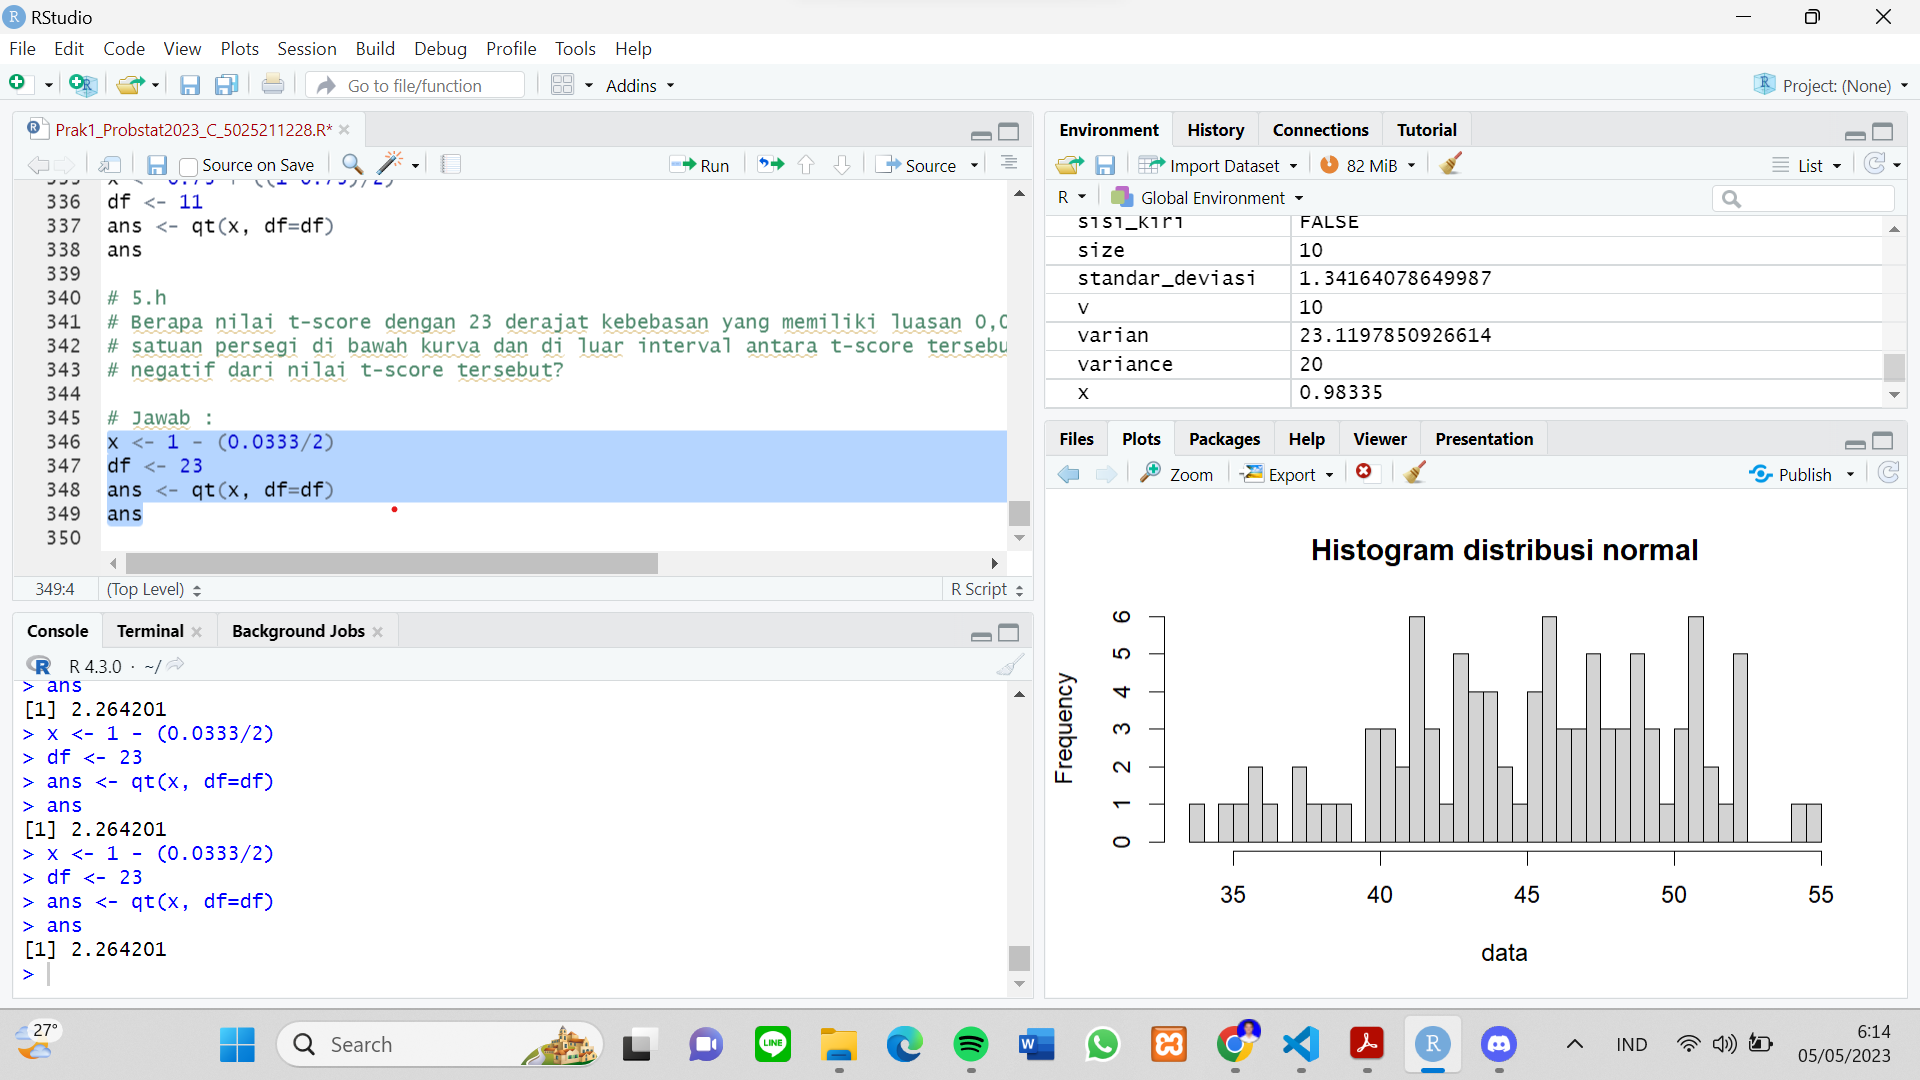 RStudio
File Edit Code View Plots Session Build Debug Profile Tools Help
Go to file/function Addins Project: (None)
Prak1_Probstat2023_C_5025211228.R*
Source on Save Run Source
336 df <- 11
337 ans <- qt(x, df=df)
338 ans
339
340 # 5.h
341 # Berapa nilai t-score dengan 23 derajat kebebasan yang memiliki luasan 0,0
342 # satuan persegi di bawah kurva dan di luar interval antara t-score tersebu
343 # negatif dari nilai t-score tersebut?
344
345 # Jawab :
346 x <- 1 - (0.0333/2)
347 df <- 23
348 ans <- qt(x, df=df)
349 ans
350
349:4 (Top Level) R Script
Console Terminal Background Jobs
R 4.3.0 · ~/
> ans
[1] 2.264201
> x <- 1 - (0.0333/2)
> df <- 23
> ans <- qt(x, df=df)
> ans
[1] 2.264201
> x <- 1 - (0.0333/2)
> df <- 23
> ans <- qt(x, df=df)
> ans
[1] 2.264201
>
Environment History Connections Tutorial
Import Dataset 82 MiB List
R Global Environment
sisi_kiri FALSE
size 10
standar_deviasi 1.34164078649987
v 10
varian 23.1197850926614
variance 20
x 0.98335
Files Plots Packages Help Viewer Presentation
Zoom Export Publish
Histogram distribusi normal
Frequency
6
5
4
3
2
1
0
35 40 45 50 55
data
27°
Search
LINE
W
R
IND
6:14
05/05/2023